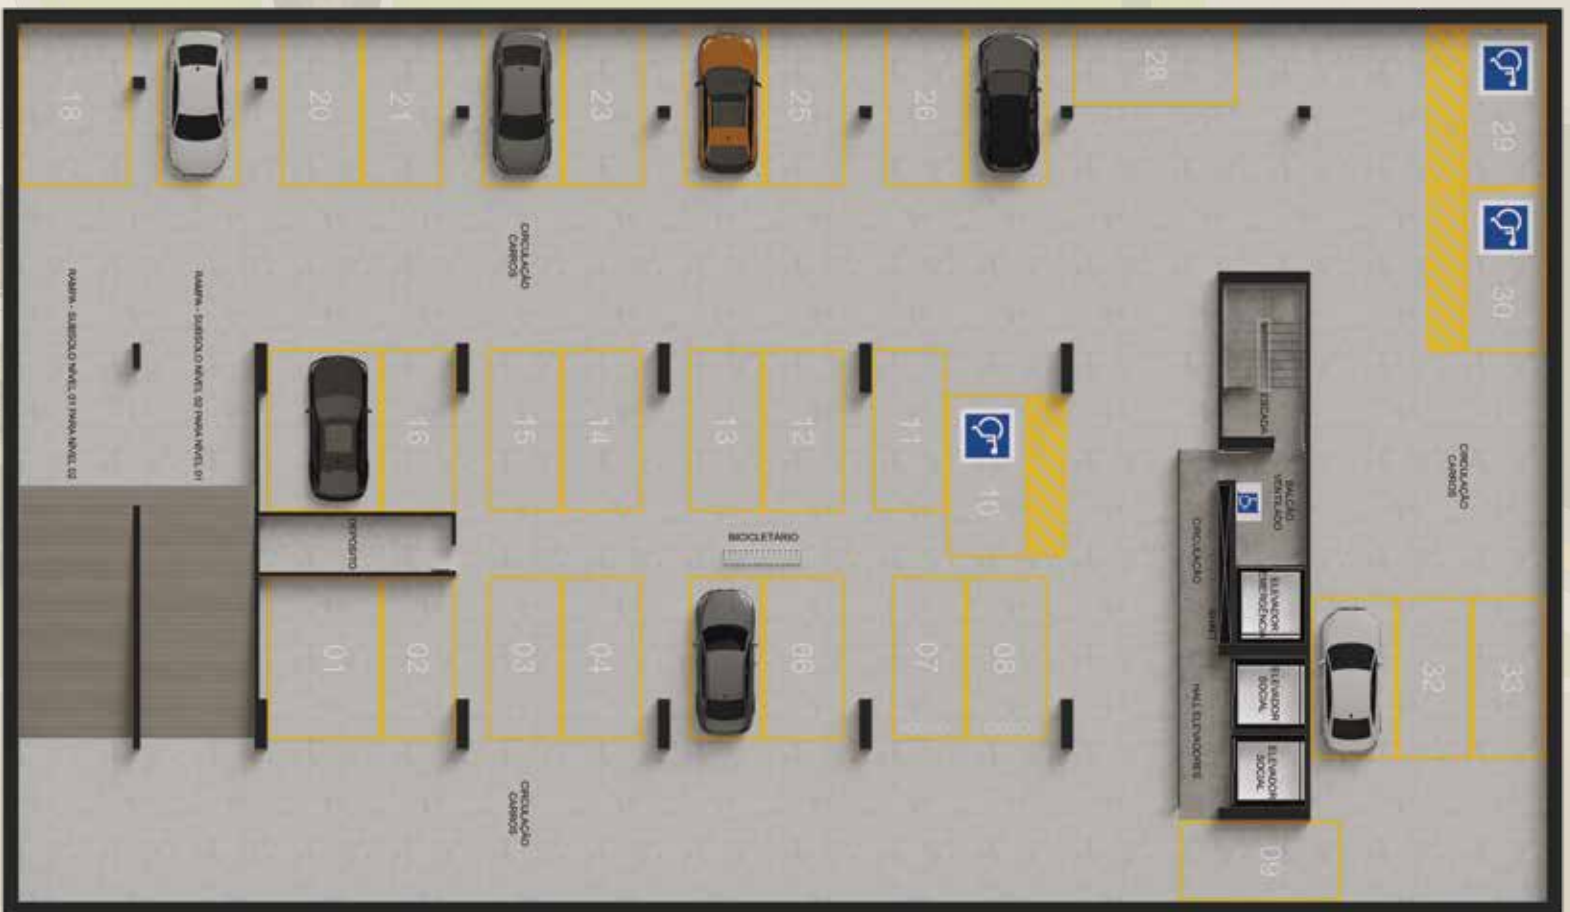 18
20
21
23
25
26
28
29
30
CIRCULAÇÃO
CARROS
RAMPA - SUBSOLO NÍVEL 01 PARA NÍVEL 02
RAMPA - SUBSOLO NÍVEL 02 PARA NÍVEL 01
16
15
14
13
12
11
10
ESCADA
BALCÃO
VENTILADO
CIRCULAÇÃO
CARROS
DEPÓSITO
BICICLETÁRIO
CIRCULAÇÃO
SHAFT
ELEVADOR
EMERGÊNCIA
01
02
03
04
06
07
08
ELEVADOR
SOCIAL
HALL ELEVADORES
ELEVADOR
SOCIAL
32
33
CIRCULAÇÃO
CARROS
09